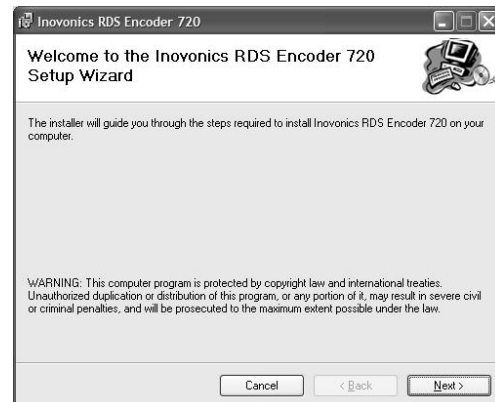 Inovonics RDS Encoder 720
Welcome to the Inovonics RDS Encoder 720
Setup Wizard
The installer will guide you through the steps required to install Inovonics RDS Encoder 720 on your
computer.
WARNING: This computer program is protected by copyright law and international treaties.
Unauthorized duplication or distribution of this program, or any portion of it, may result in severe civil
or criminal penalties, and will be prosecuted to the maximum extent possible under the law.
Cancel
< Back
Next >